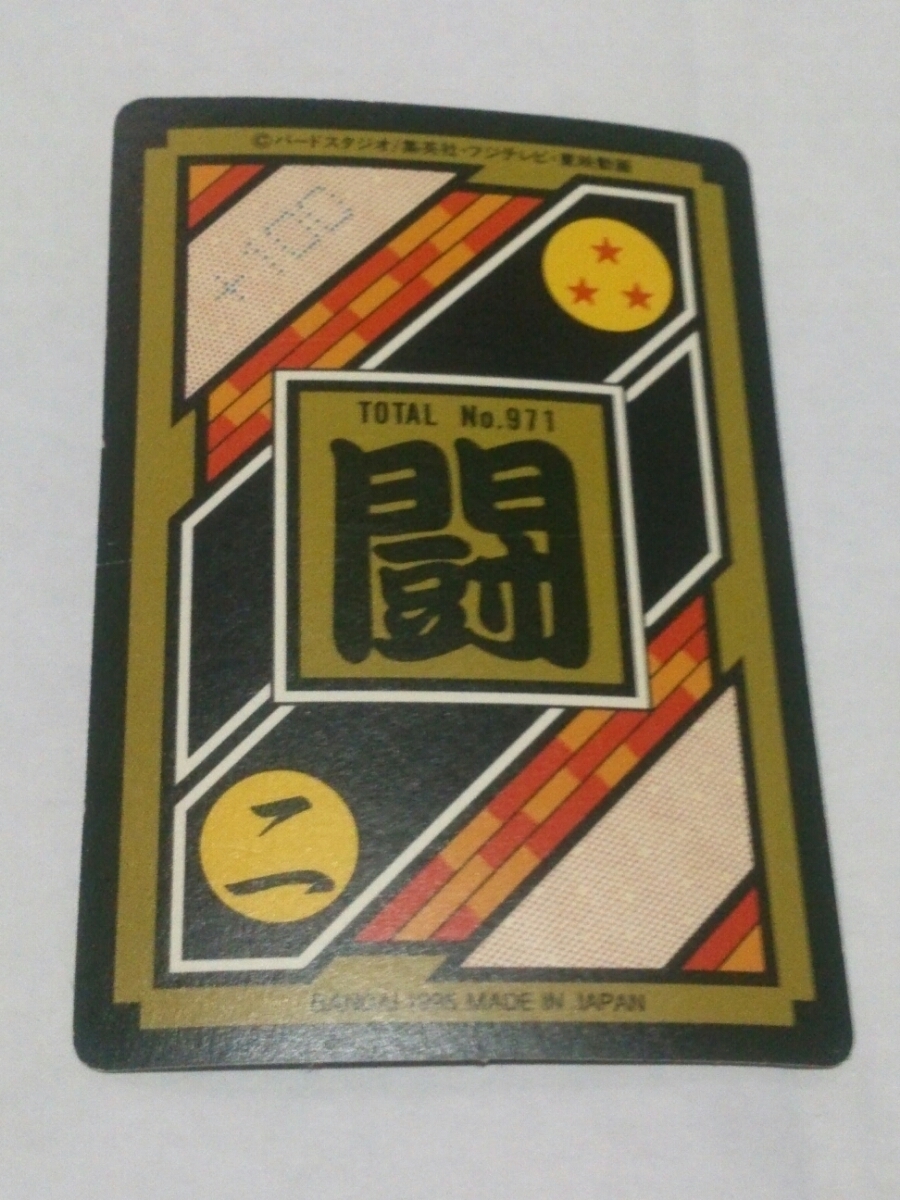 ©バードスタジオ/集英社・フジテレビ・東映動画
+100
TOTAL No.971
闘
二
BANDAI 1995 MADE IN JAPAN